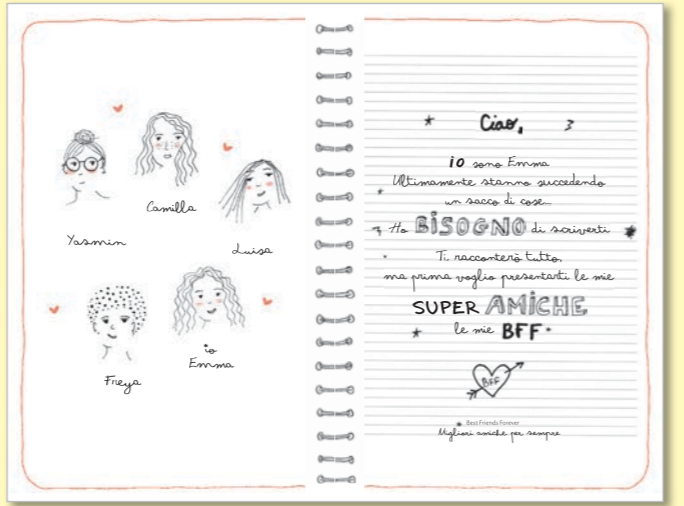 Camilla
Yasmin
Luisa
Freya
io
Emma
Ciao,
io sono Emma
Ultimamente stanno succedendo
un sacco di cose...
Ho BISOGNO di scriverti
Ti racconterò tutto,
ma prima voglio presentarti le mie
SUPER AMICHE
le mie BFF
BFF
Best Friends Forever
Migliori amiche per sempre